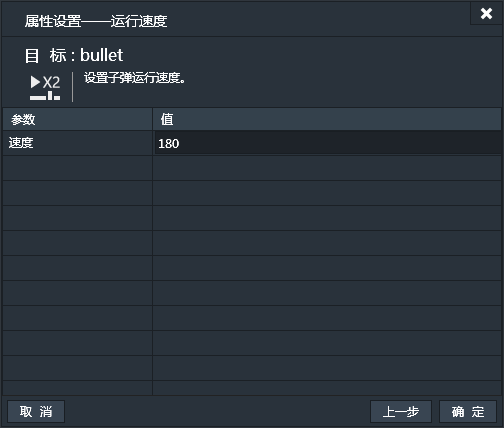 属性设置——运行速度
目 标 : bullet
X2
设置子弹运行速度。
参数 值
速度 180
取 消 上一步 确 定